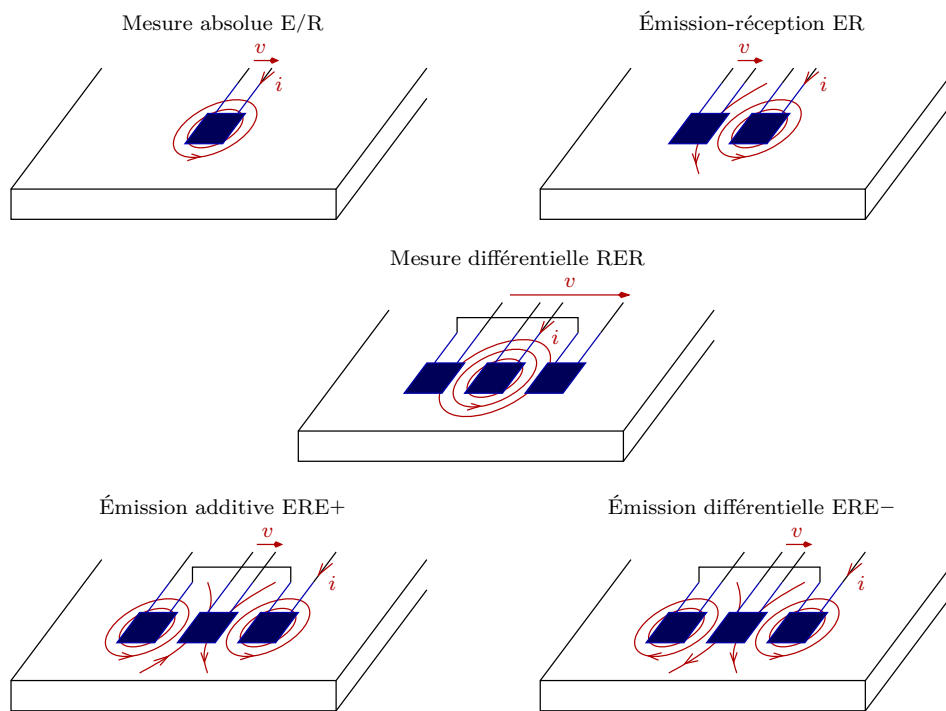 Mesure absolue E/R
v
i
Émission-réception ER
v
i
Mesure différentielle RER
v
i
Émission additive ERE+
v
i
Émission différentielle ERE−
v
i